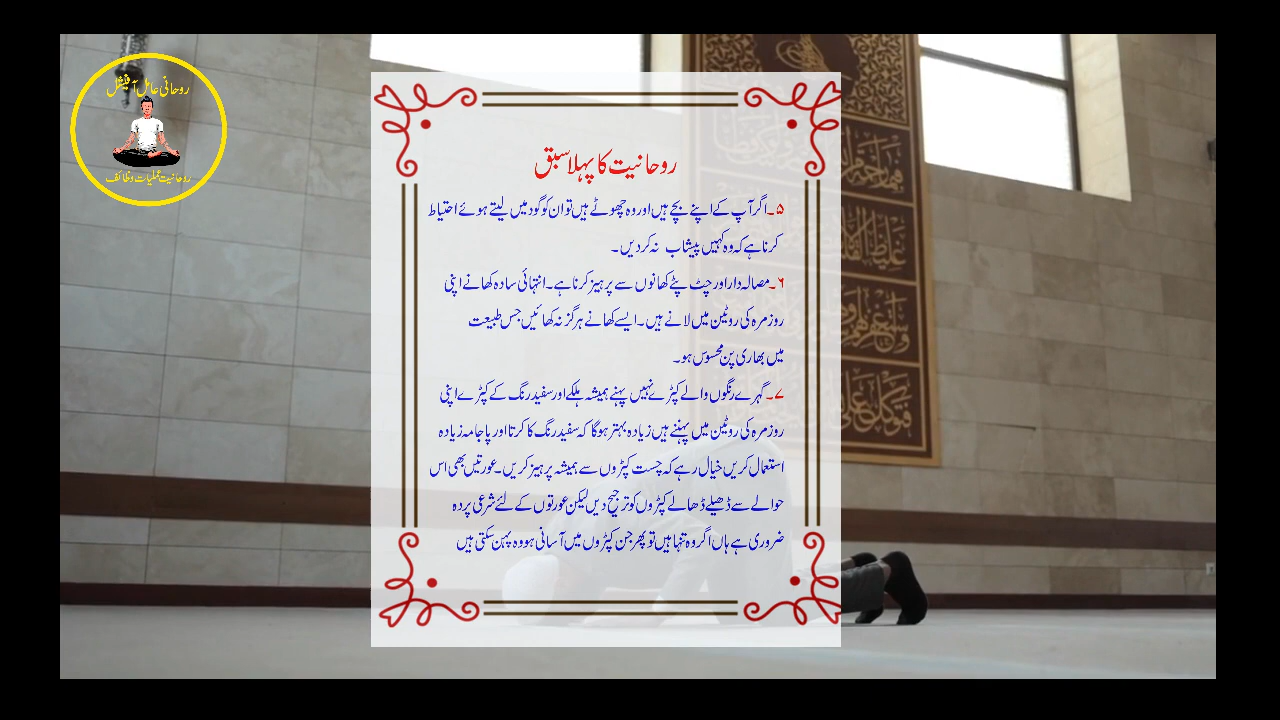 روحانی عامل آفیشل
روحانیت عملیات وظائف
روحانیت کا پہلا سبق
۵۔اگر آپ کے اپنے بچے ہیں اور وہ چھوٹے ہیں تو ان کو گود میں لیتے ہوئے احتیاط
کرنا ہے کہ وہ کہیں پیشاب نہ کر دیں۔
۶۔مصالہ دار اور چٹ پٹے کھانوں سے پرہیز کرنا ہے۔انتہائی سادہ کھانے اپنی
روزمرہ کی روٹین میں لانے ہیں۔ایسے کھانے ہرگز نہ کھائیں جس طبیعت
میں بھاری پن محسوس ہو۔
۷۔گہرے رنگوں والے کپڑے نہیں پہنے ہمیشہ ہلکے اور سفید رنگ کے کپڑے اپنی
روزمرہ کی روٹین میں پہننے ہیں زیادہ بہتر ہوگا کہ سفید رنگ کا کرتا اور پاجامہ زیادہ
استعمال کریں خیال رہے کہ چست کپڑوں سے ہمیشہ پرہیز کریں۔عورتیں بھی اس
حوالے سے ڈھیلے ڈھالے کپڑوں کو ترجیح دیں لیکن عورتوں کے لئے شرعی پردہ
ضروری ہے ہاں اگر وہ تنہا ہیں تو پھر جن کپڑوں میں آسانی ہو وہ پہن سکتی ہیں